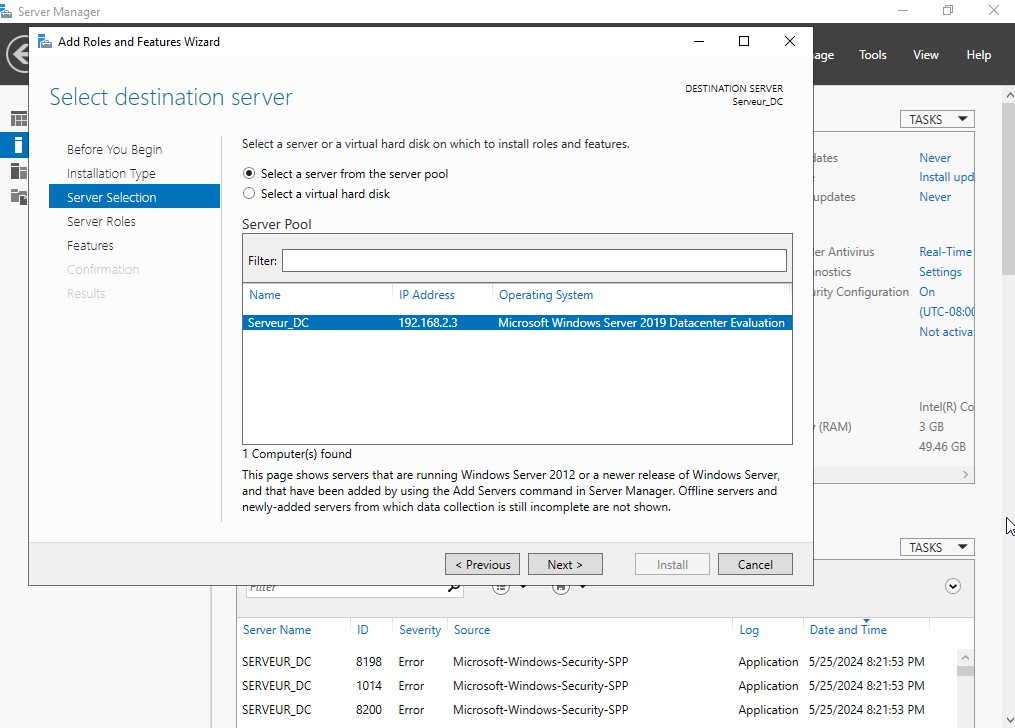 Server Manager
Add Roles and Features Wizard
age Tools View Help
Select destination server
DESTINATION SERVER
Serveur_DC
TASKS
Before You Begin
Installation Type
Server Selection
Server Roles
Features
Confirmation
Results
Select a server or a virtual hard disk on which to install roles and features.
Select a server from the server pool
Select a virtual hard disk
Server Pool
Filter:
Name IP Address Operating System
Serveur_DC 192.168.2.3 Microsoft Windows Server 2019 Datacenter Evaluation
1 Computer(s) found
This page shows servers that are running Windows Server 2012 or a newer release of Windows Server,
and that have been added by using the Add Servers command in Server Manager. Offline servers and
newly-added servers from which data collection is still incomplete are not shown.
< Previous Next > Install Cancel
dates Never
Install upd
updates Never
er Antivirus Real-Time
nostics Settings
urity Configuration On
(UTC-08:00
Not activa
Intel(R) Co
(RAM) 3 GB
49.46 GB
TASKS
Filter
Server Name ID Severity Source Log Date and Time
SERVEUR_DC 8198 Error Microsoft-Windows-Security-SPP Application 5/25/2024 8:21:53 PM
SERVEUR_DC 1014 Error Microsoft-Windows-Security-SPP Application 5/25/2024 8:21:53 PM
SERVEUR_DC 8200 Error Microsoft-Windows-Security-SPP Application 5/25/2024 8:21:53 PM